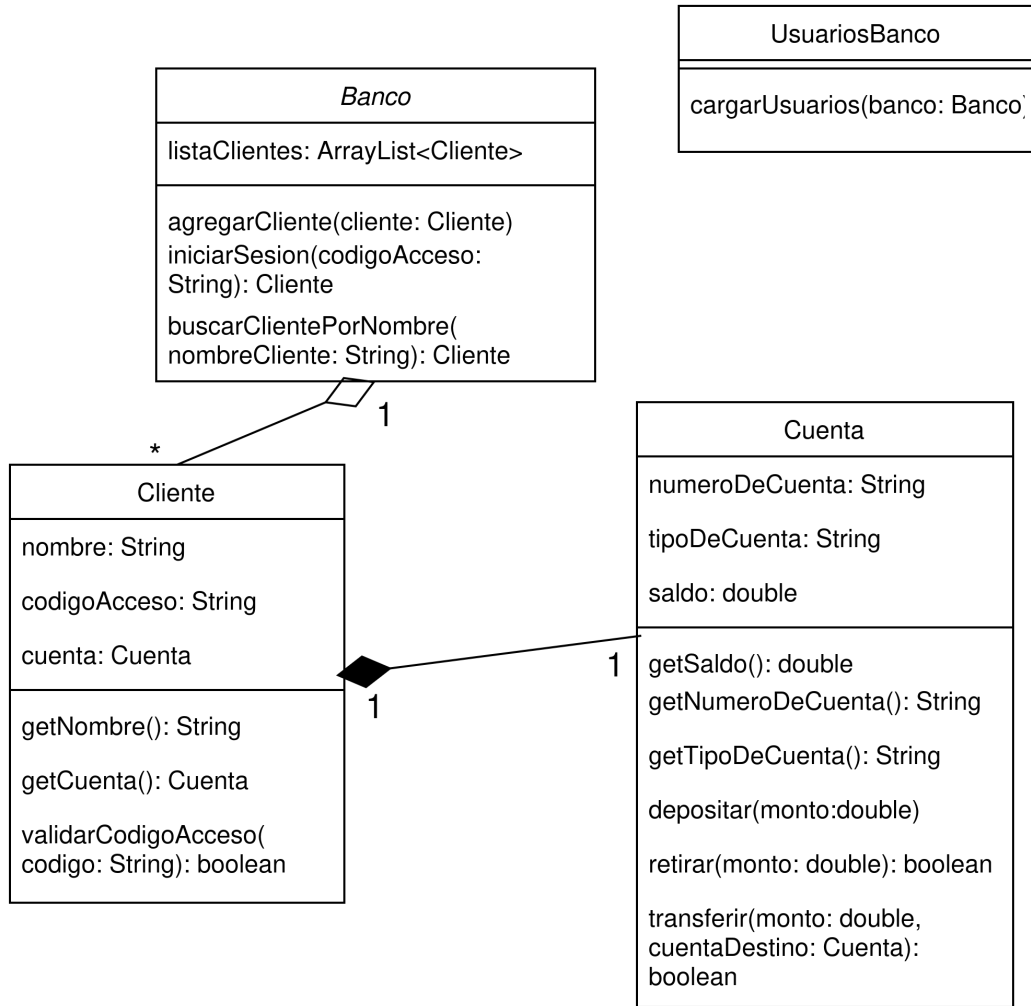 UsuariosBanco
cargarUsuarios(banco: Banco)
Banco
listaClientes: ArrayList<Cliente>
agregarCliente(cliente: Cliente)
iniciarSesion(codigoAcceso:
String): Cliente
buscarClientePorNombre(
nombreCliente: String): Cliente
1
*
Cliente
nombre: String
codigoAcceso: String
cuenta: Cuenta
getNombre(): String
getCuenta(): Cuenta
validarCodigoAcceso(
codigo: String): boolean
1
1
Cuenta
numeroDeCuenta: String
tipoDeCuenta: String
saldo: double
getSaldo(): double
getNumeroDeCuenta(): String
getTipoDeCuenta(): String
depositar(monto:double)
retirar(monto: double): boolean
transferir(monto: double,
cuentaDestino: Cuenta):
boolean